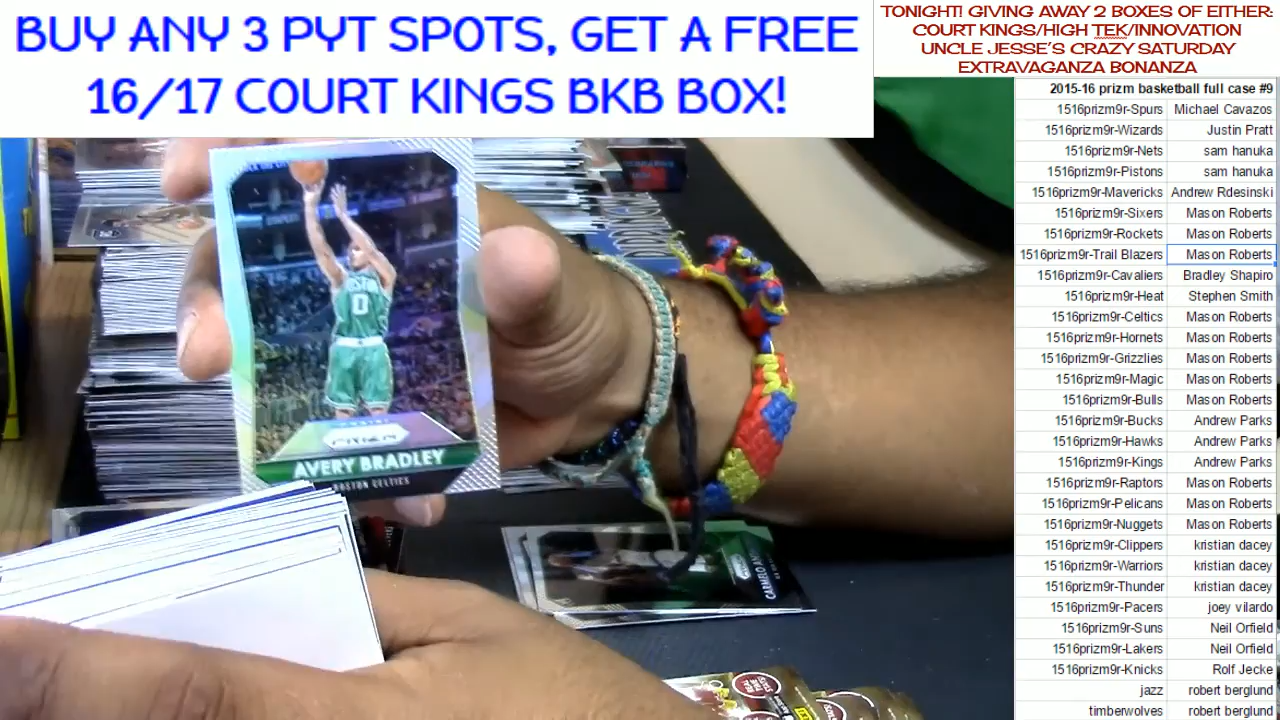 BUY ANY 3 PYT SPOTS, GET A FREE
16/17 COURT KINGS BKB BOX!
TONIGHT! GIVING AWAY 2 BOXES OF EITHER:
COURT KINGS/HIGH TEK/INNOVATION
UNCLE JESSE'S CRAZY SATURDAY
EXTRAVAGANZA BONANZA
2015-16 prizm basketball full case #9
1516prizm9r-Spurs Michael Cavazos
1516prizm9r-Wizards Justin Pratt
1516prizm9r-Nets sam hanuka
1516prizm9r-Pistons sam hanuka
1516prizm9r-Mavericks Andrew Rdesinski
1516prizm9r-Sixers Mason Roberts
1516prizm9r-Rockets Mason Roberts
1516prizm9r-Trail Blazers Mason Roberts
1516prizm9r-Cavaliers Bradley Shapiro
1516prizm9r-Heat Stephen Smith
1516prizm9r-Celtics Mason Roberts
1516prizm9r-Hornets Mason Roberts
1516prizm9r-Grizzlies Mason Roberts
1516prizm9r-Magic Mason Roberts
1516prizm9r-Bulls Mason Roberts
1516prizm9r-Bucks Andrew Parks
1516prizm9r-Hawks Andrew Parks
1516prizm9r-Kings Andrew Parks
1516prizm9r-Raptors Mason Roberts
1516prizm9r-Pelicans Mason Roberts
1516prizm9r-Nuggets Mason Roberts
1516prizm9r-Clippers kristian dacey
1516prizm9r-Warriors kristian dacey
1516prizm9r-Thunder kristian dacey
1516prizm9r-Pacers joey vilardo
1516prizm9r-Suns Neil Orfield
1516prizm9r-Lakers Neil Orfield
1516prizm9r-Knicks Rolf Jecke
jazz robert berglund
timberwolves robert berglund
0
PRIZM
AVERY BRADLEY
BOSTON CELTICS
CARMELO